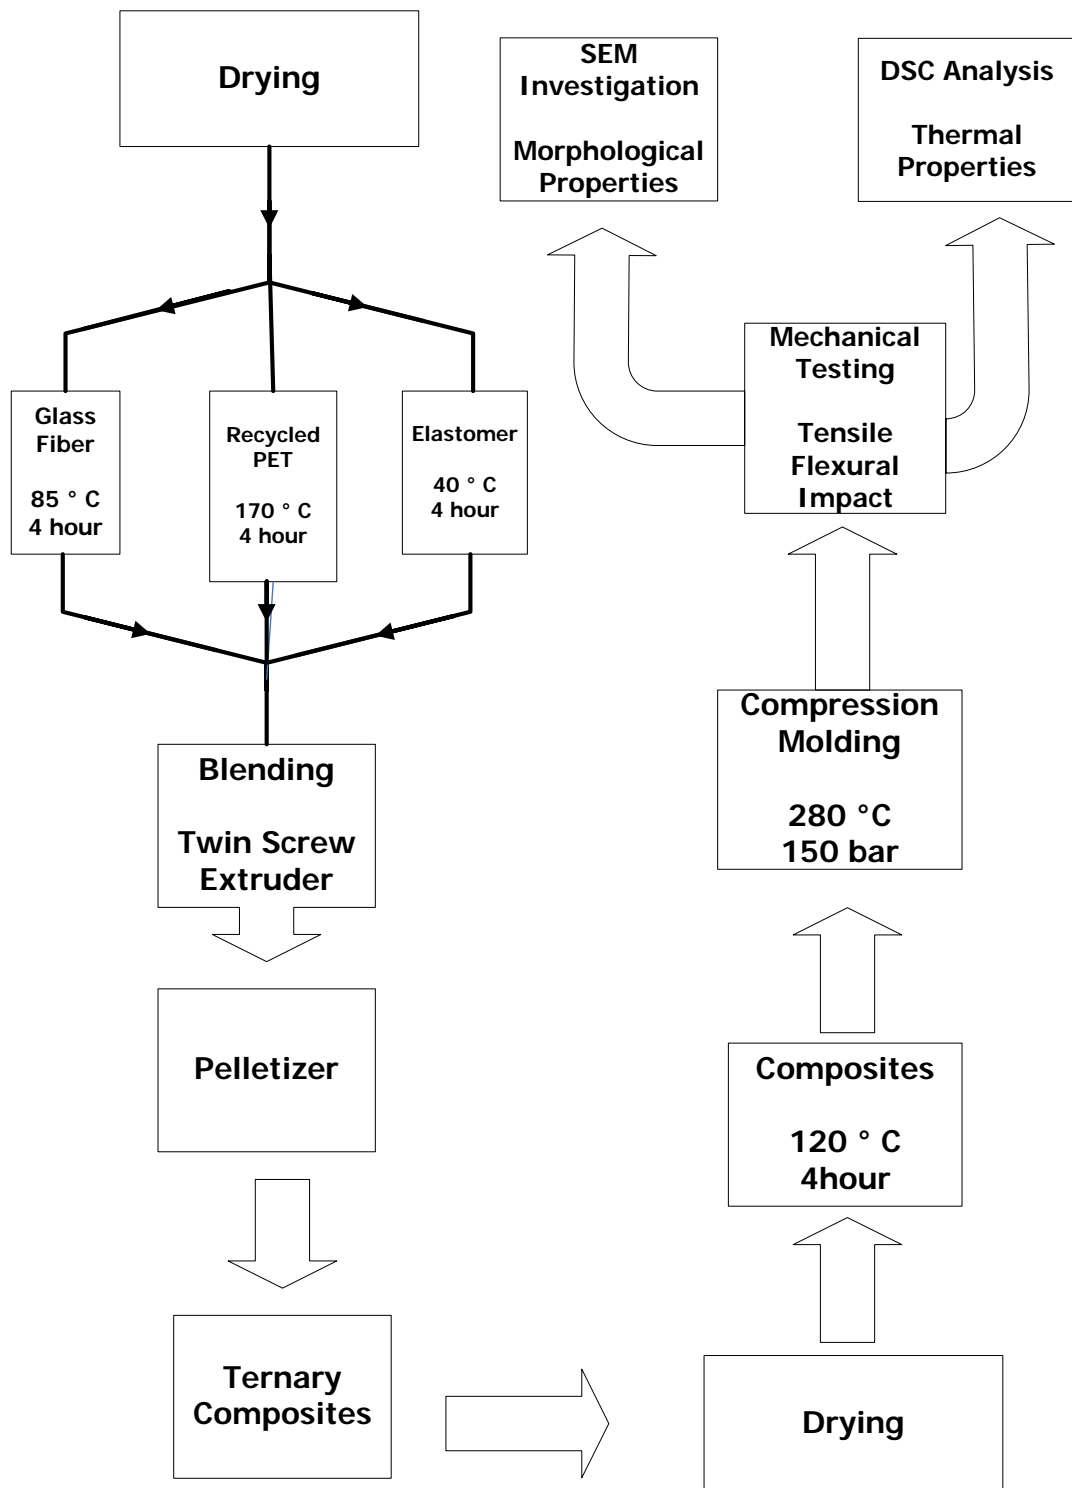 Drying
Glass
Fiber
85 ° C
4 hour
Recycled
PET
170 ° C
4 hour
Elastomer
40 ° C
4 hour
Blending
Twin Screw
Extruder
Pelletizer
Ternary
Composites
Drying
Composites
120 ° C
4hour
Compression
Molding
280 °C
150 bar
Mechanical
Testing
Tensile
Flexural
Impact
SEM
Investigation
Morphological
Properties
DSC Analysis
Thermal
Properties